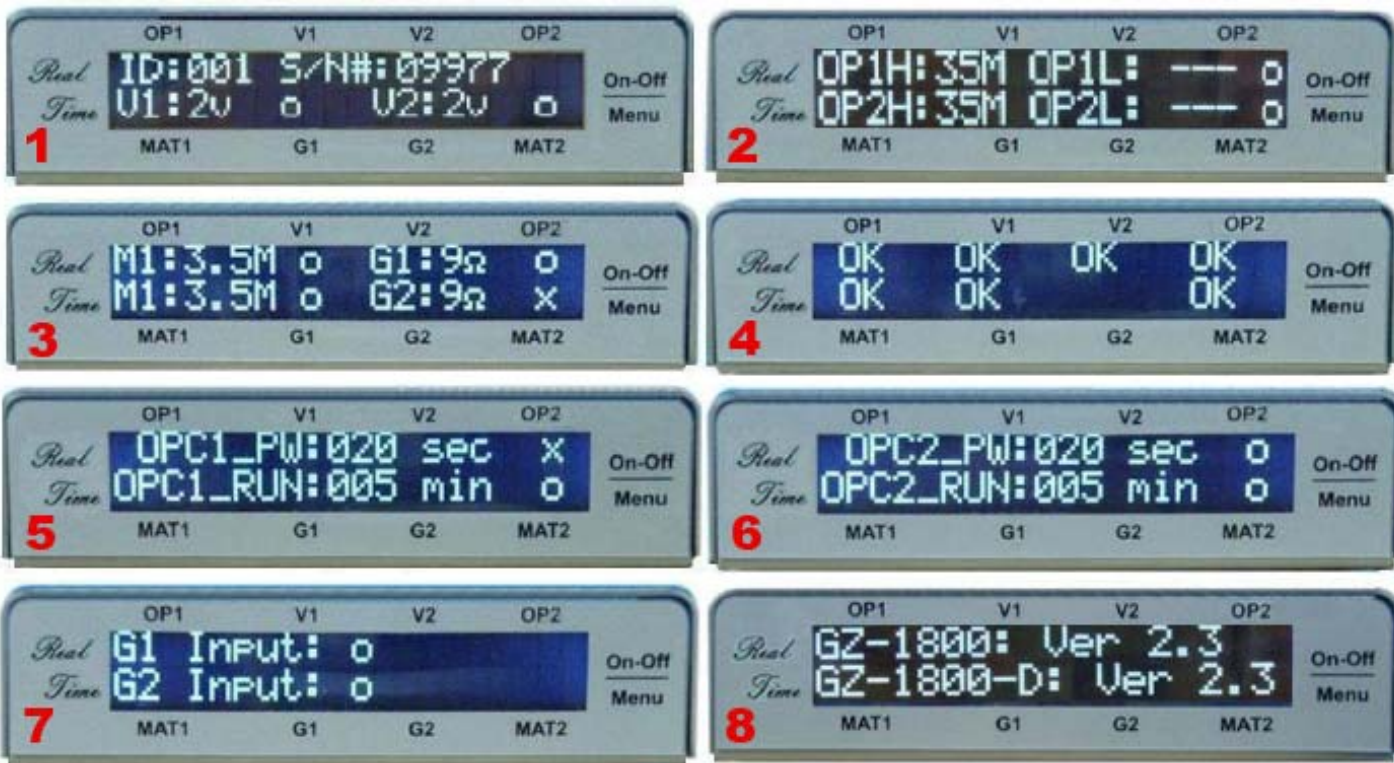 OP1 V1 V2 OP2
Real ID:001 S/N#:09977 On-Off
Time V1:2v o V2:2v o Menu
1 MAT1 G1 G2 MAT2
OP1 V1 V2 OP2
Real OP1H:35M OP1L: --- o On-Off
Time OP2H:35M OP2L: --- o Menu
2 MAT1 G1 G2 MAT2
OP1 V1 V2 OP2
Real M1:3.5M o G1:9Ω o On-Off
Time M1:3.5M o G2:9Ω x Menu
3 MAT1 G1 G2 MAT2
OP1 V1 V2 OP2
Real OK OK OK OK On-Off
Time OK OK OK Menu
4 MAT1 G1 G2 MAT2
OP1 V1 V2 OP2
Real OPC1_PW:020 sec x On-Off
Time OPC1_RUN:005 min o Menu
5 MAT1 G1 G2 MAT2
OP1 V1 V2 OP2
Real OPC2_PW:020 sec o On-Off
Time OPC2_RUN:005 min o Menu
6 MAT1 G1 G2 MAT2
OP1 V1 V2 OP2
Real G1 Input: o On-Off
Time G2 Input: o Menu
7 MAT1 G1 G2 MAT2
OP1 V1 V2 OP2
Real GZ-1800: Ver 2.3 On-Off
Time GZ-1800-D: Ver 2.3 Menu
8 MAT1 G1 G2 MAT2